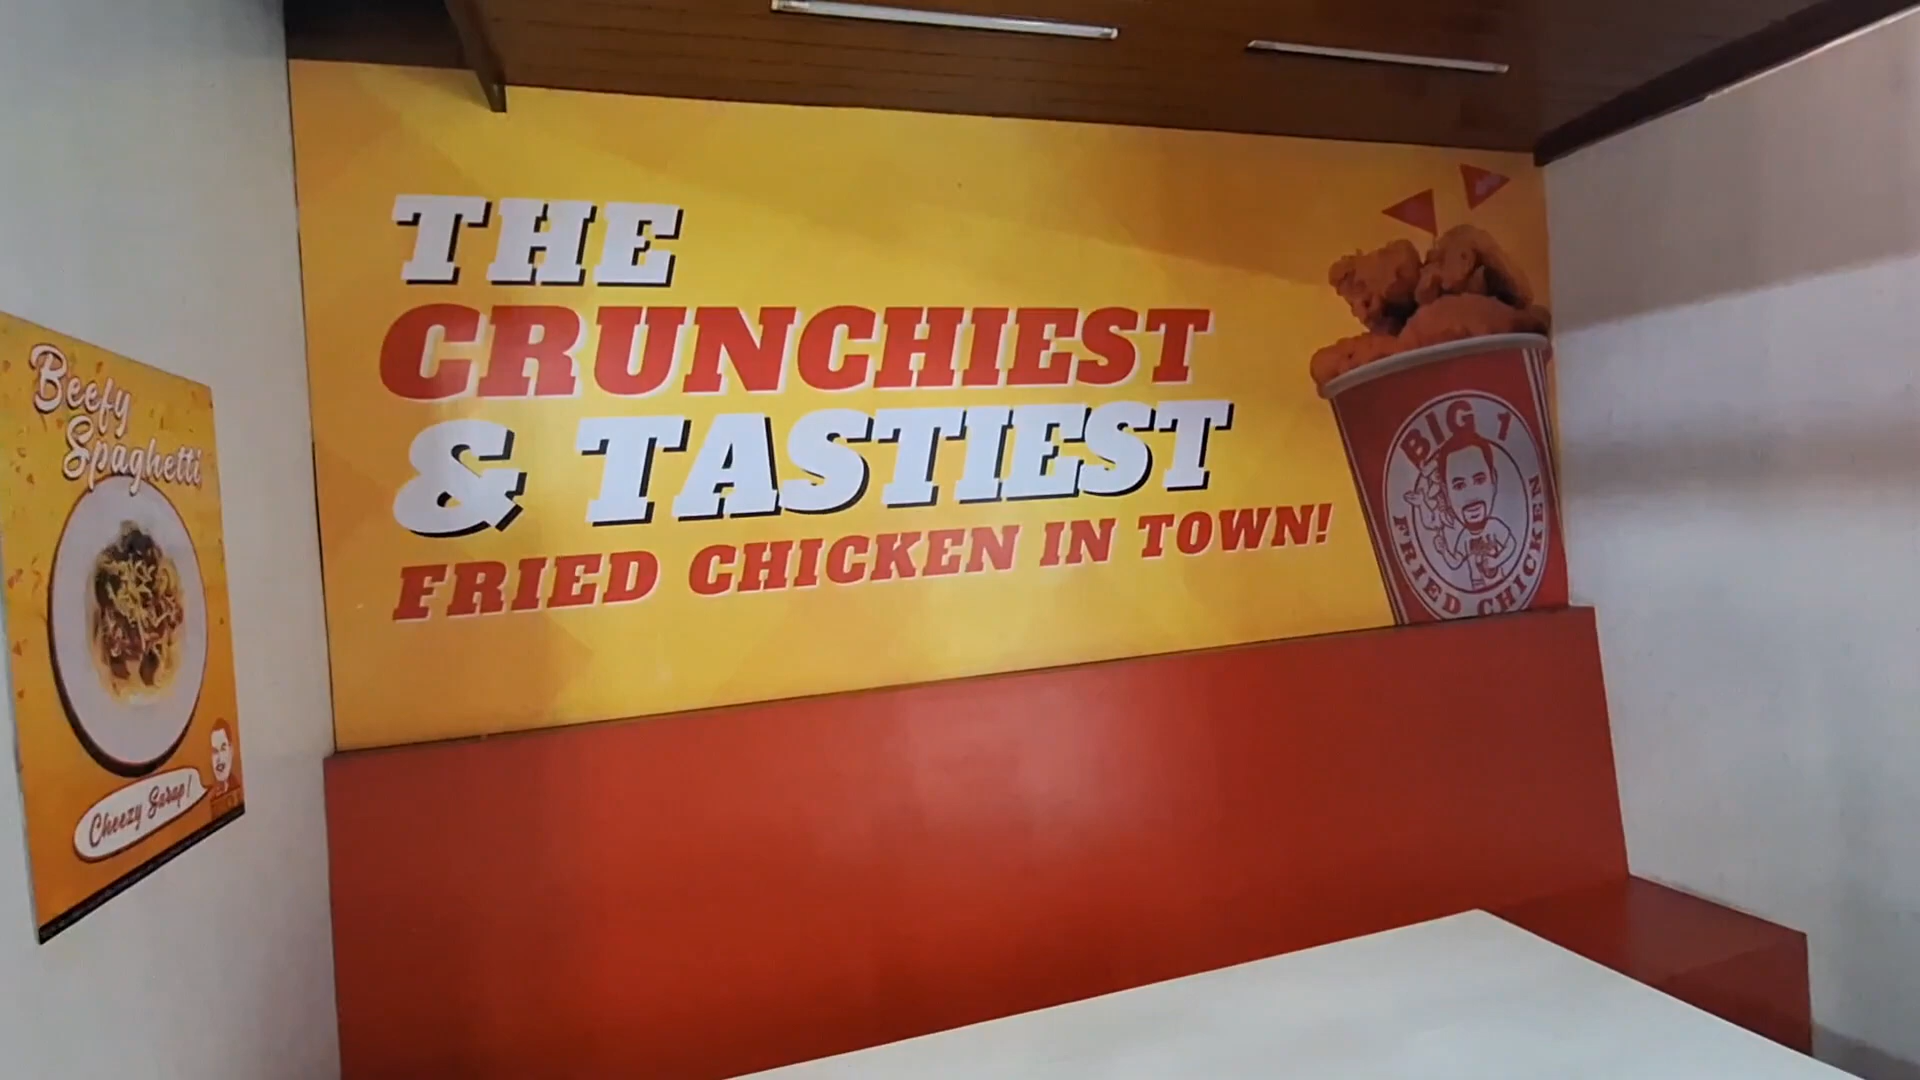 THE
CRUNCHIEST
& TASTIEST
FRIED CHICKEN IN TOWN!
BIG 1
FRIED CHICKEN
Beefy
Spaghetti
Cheezy Sarap!